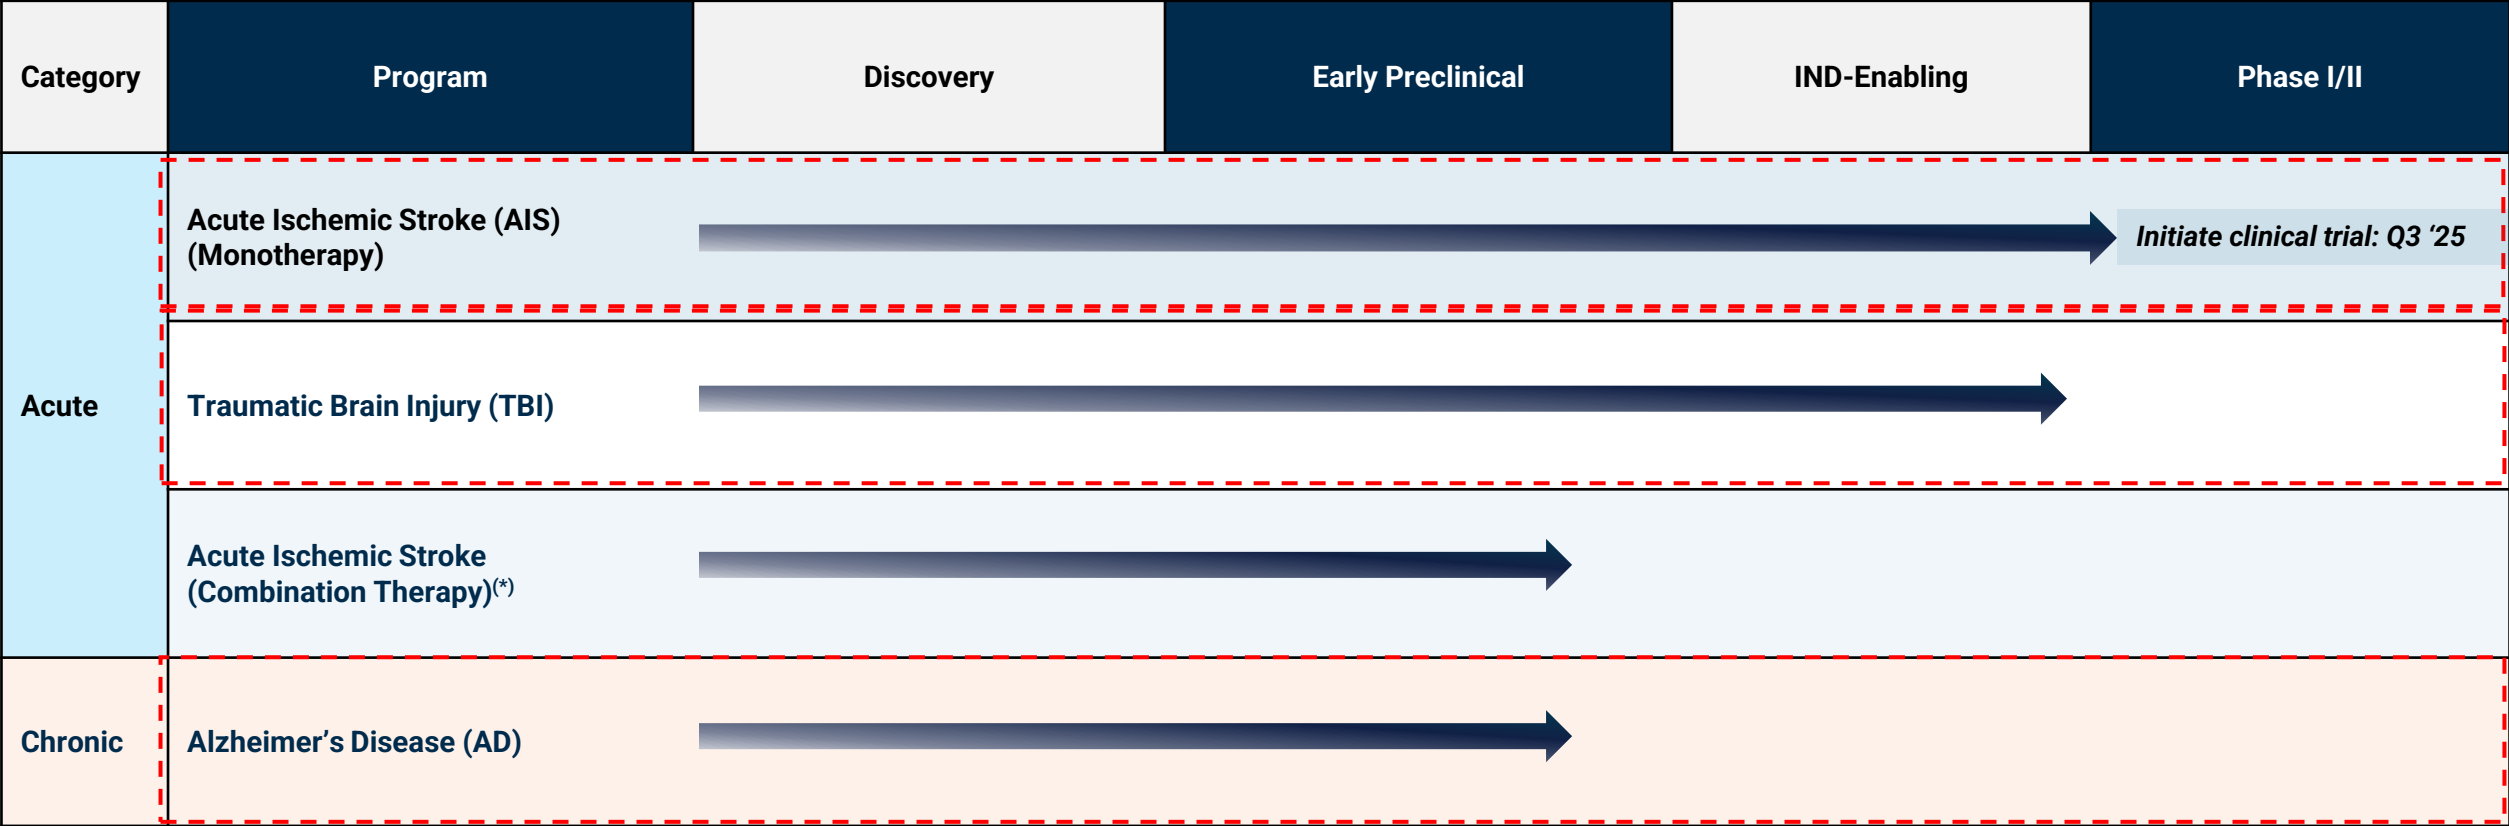 Category
Program
Discovery
Early Preclinical
IND-Enabling
Phase I/II
Acute
Acute Ischemic Stroke (AIS)
(Monotherapy)
Initiate clinical trial: Q3 ‘25
Traumatic Brain Injury (TBI)
Acute Ischemic Stroke
(Combination Therapy)(*)
Chronic
Alzheimer’s Disease (AD)